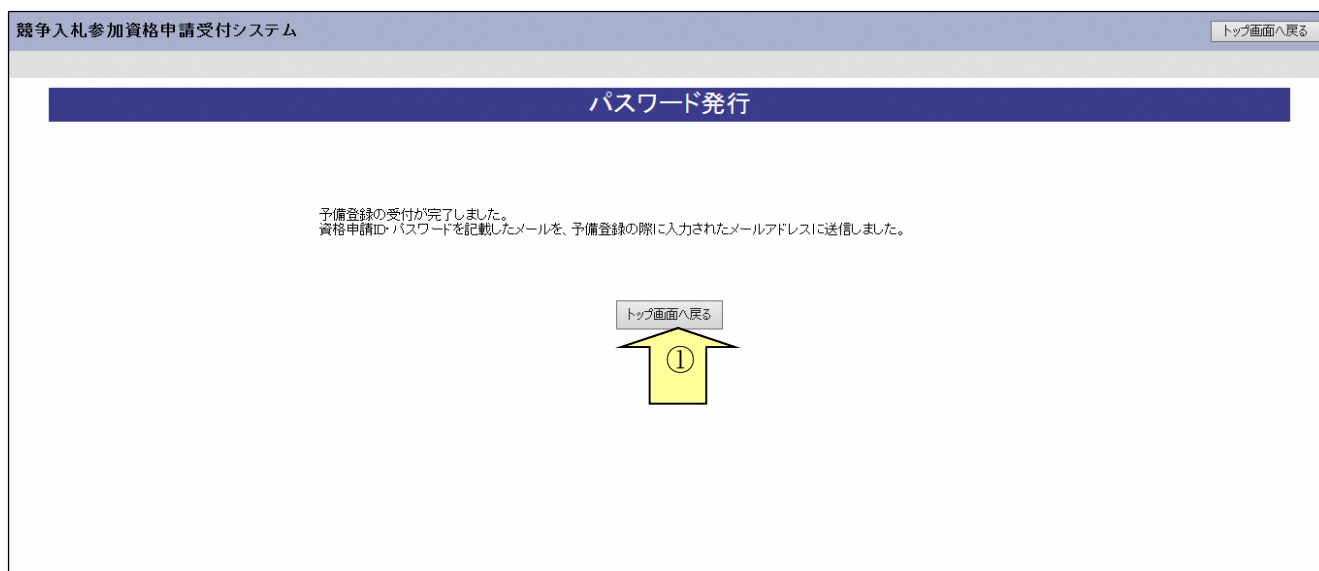 競争入札参加資格申請受付システム
トップ画面へ戻る
パスワード発行
予備登録の受付が完了しました。
資格申請ID・パスワードを記載したメールを、予備登録の際に入力されたメールアドレスに送信しました。
トップ画面へ戻る
①